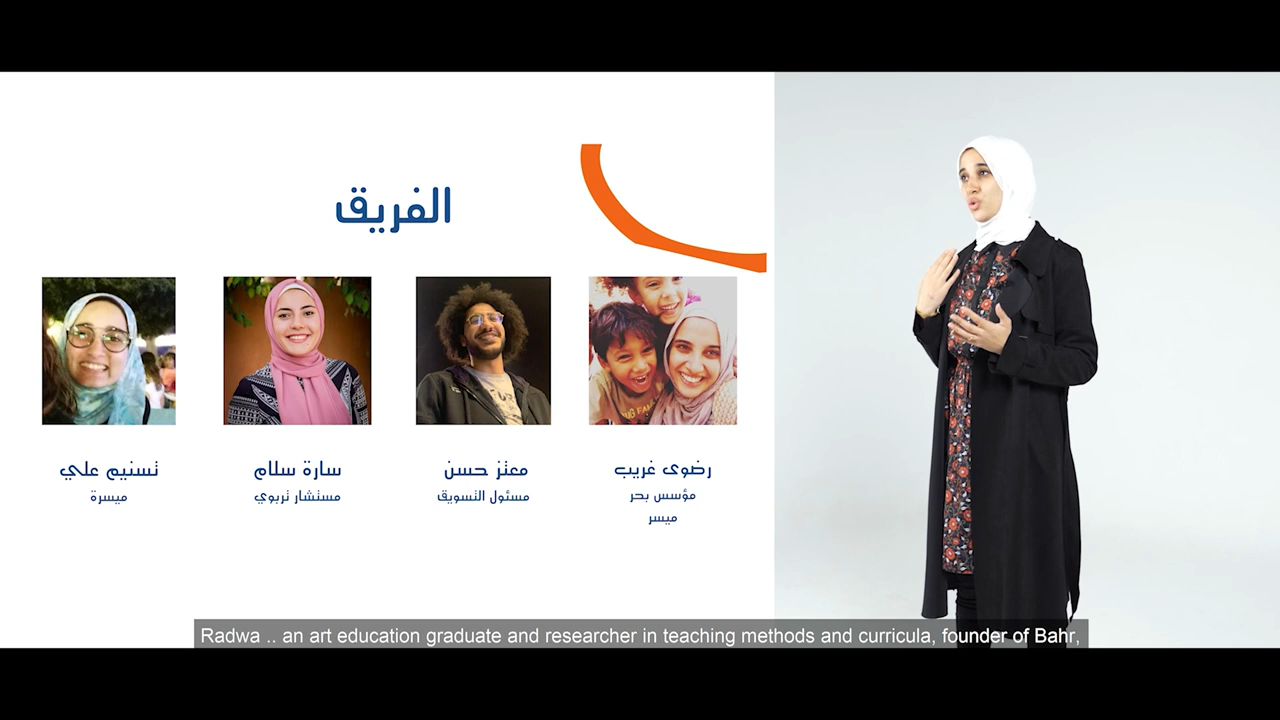 الفريق
رضوى غريب
مؤسس بحر
ميسر
معتز حسن
مسئول التسويق
سارة سلام
مستشار تربوي
تسنيم علي
ميسرة
Radwa .. an art education graduate and researcher in teaching methods and curricula, founder of Bahr,